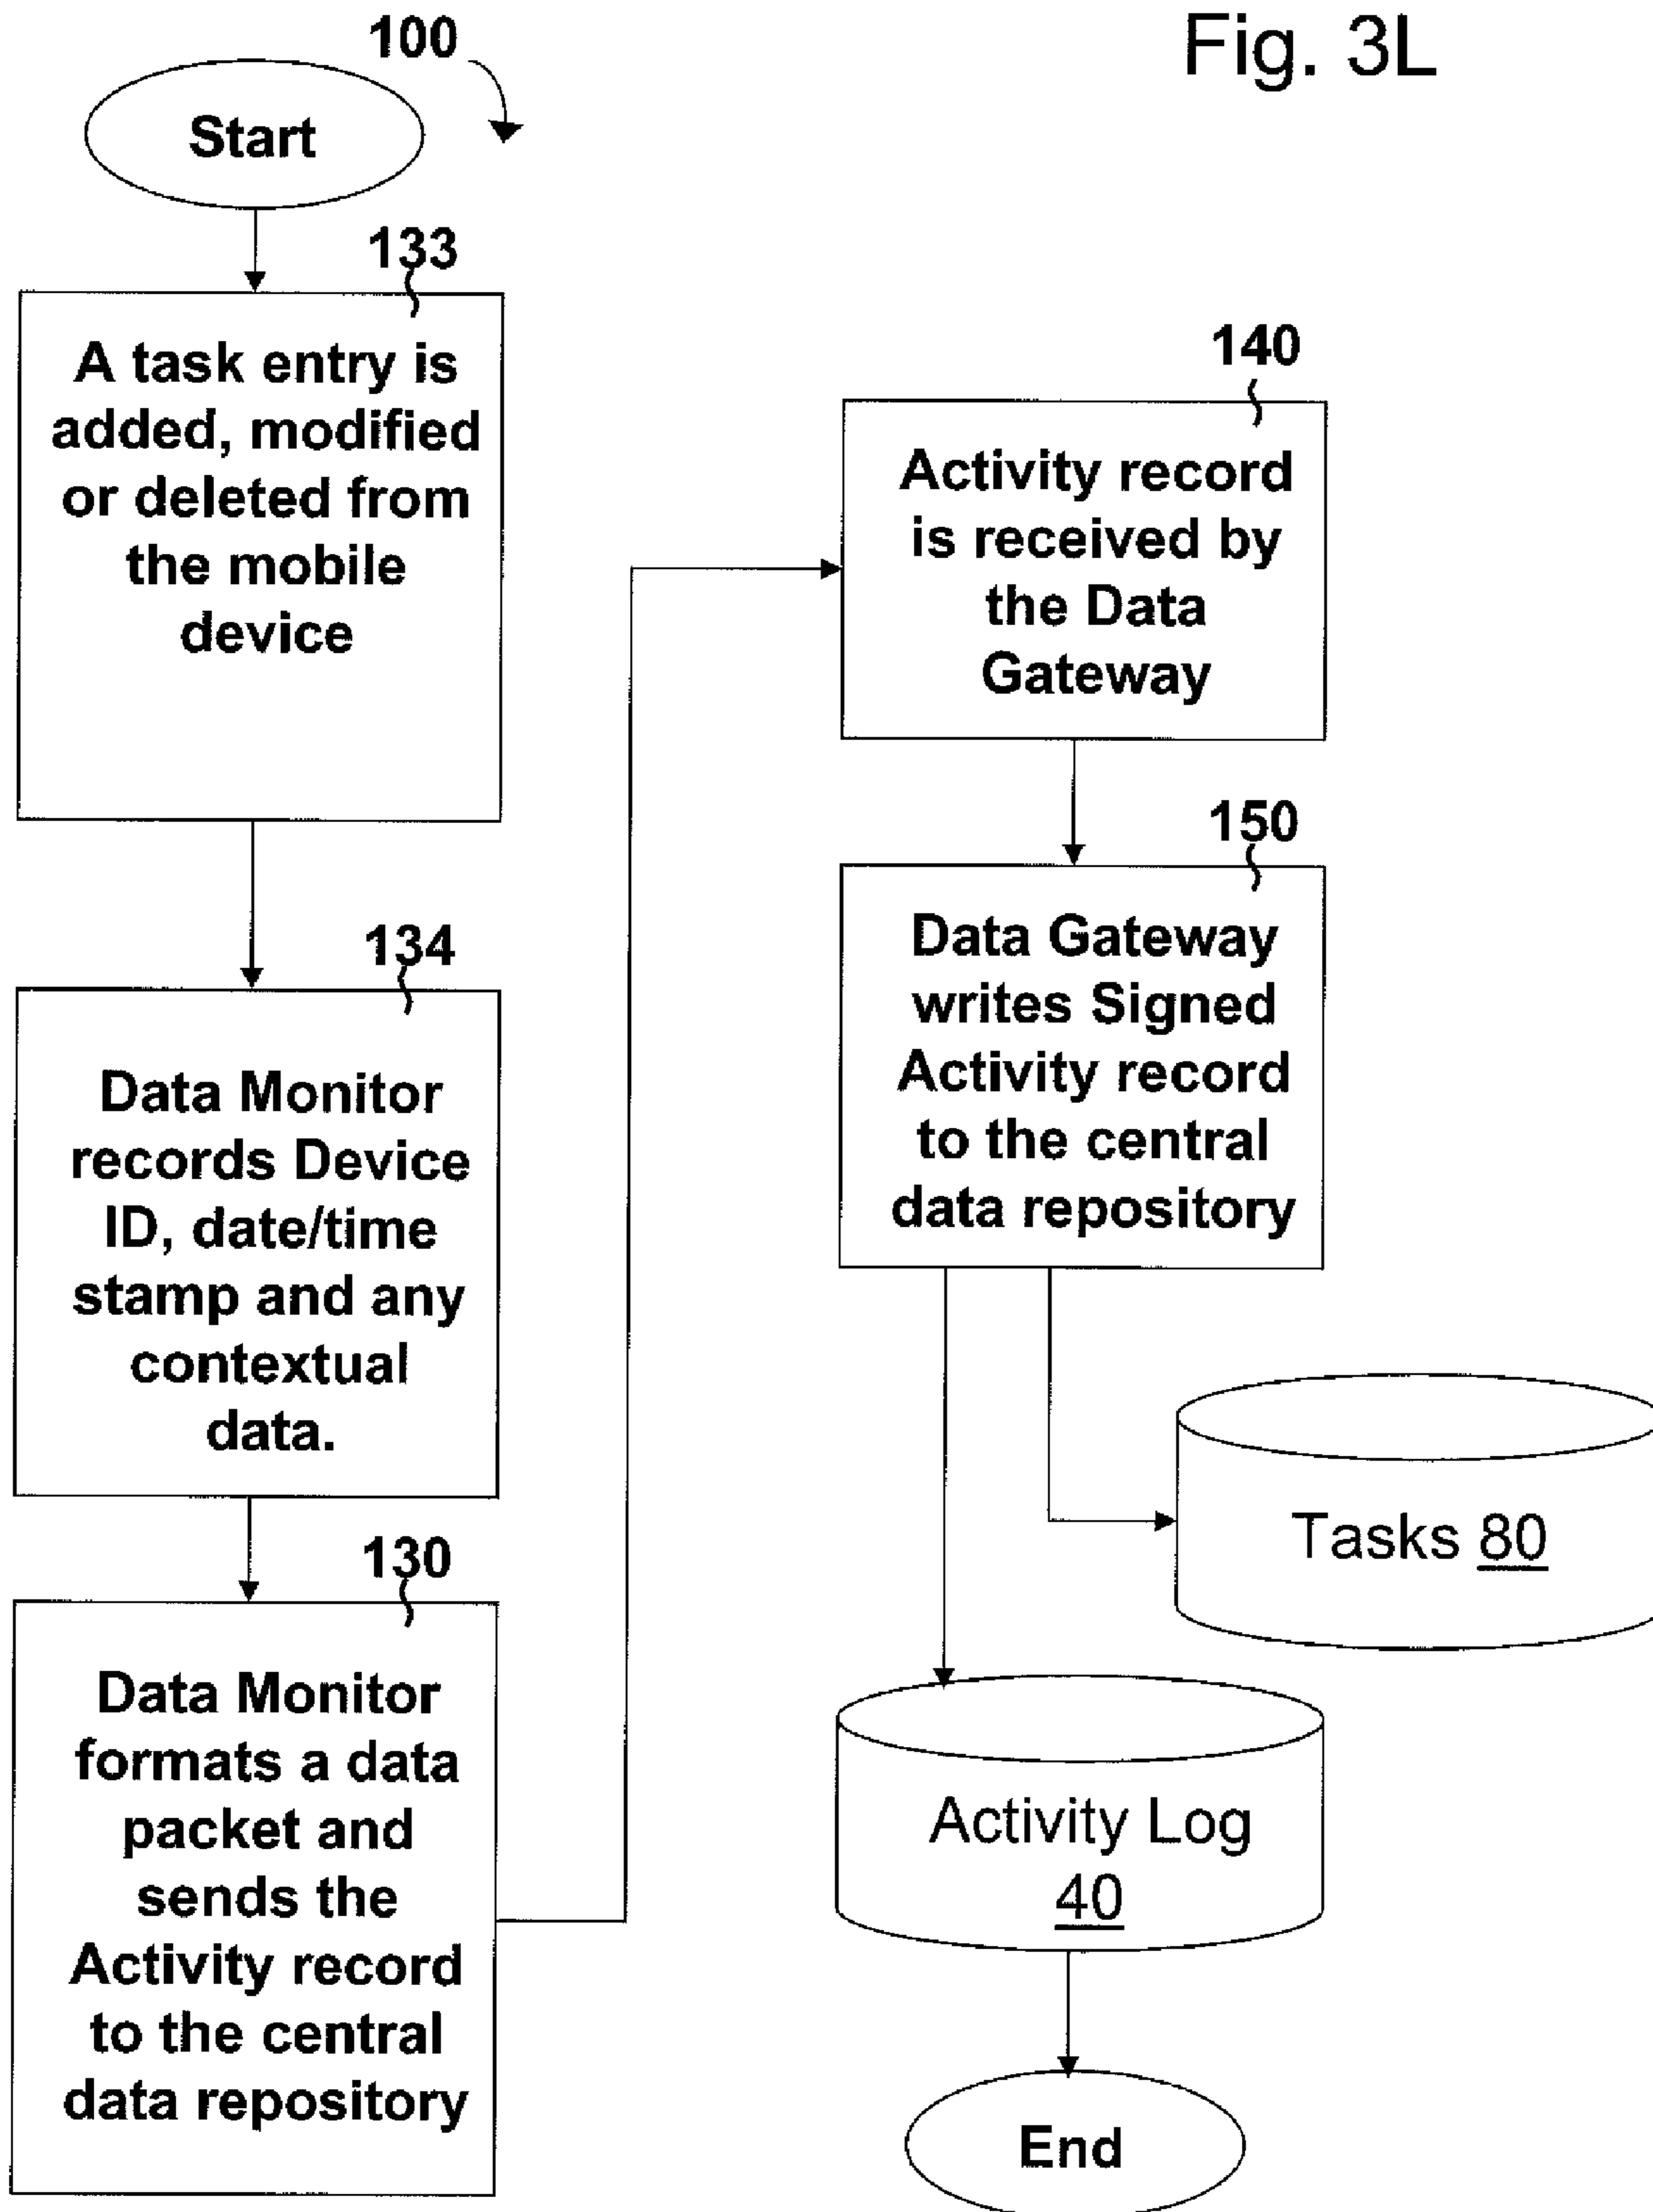 Fig. 3L
100
Start
133
A task entry is
added, modified
or deleted from
the mobile
device
134
Data Monitor
records Device
ID, date/time
stamp and any
contextual
data.
130
Data Monitor
formats a data
packet and
sends the
Activity record
to the central
data repository
140
Activity record
is received by
the Data
Gateway
150
Data Gateway
writes Signed
Activity record
to the central
data repository
Tasks 80
Activity Log
40
End